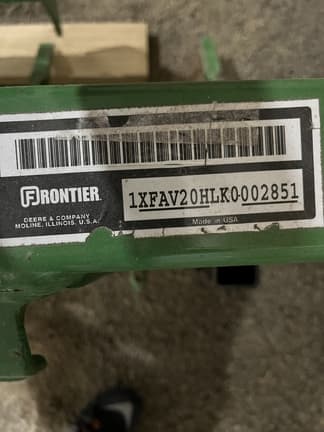 FRONTIER
DEERE & COMPANY
MOLINE, ILLINOIS, U.S.A.
1XFAV20HLK0002851
Made in USA